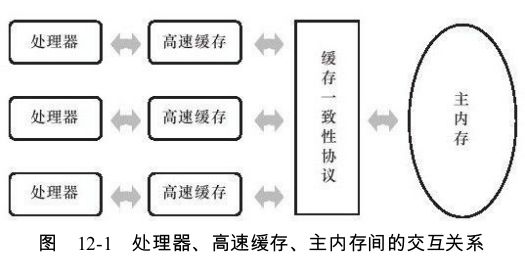 处理器
高速缓存
处理器
高速缓存
处理器
高速缓存
缓存一致性协议
主内存
图 12-1 处理器、高速缓存、主内存间的交互关系